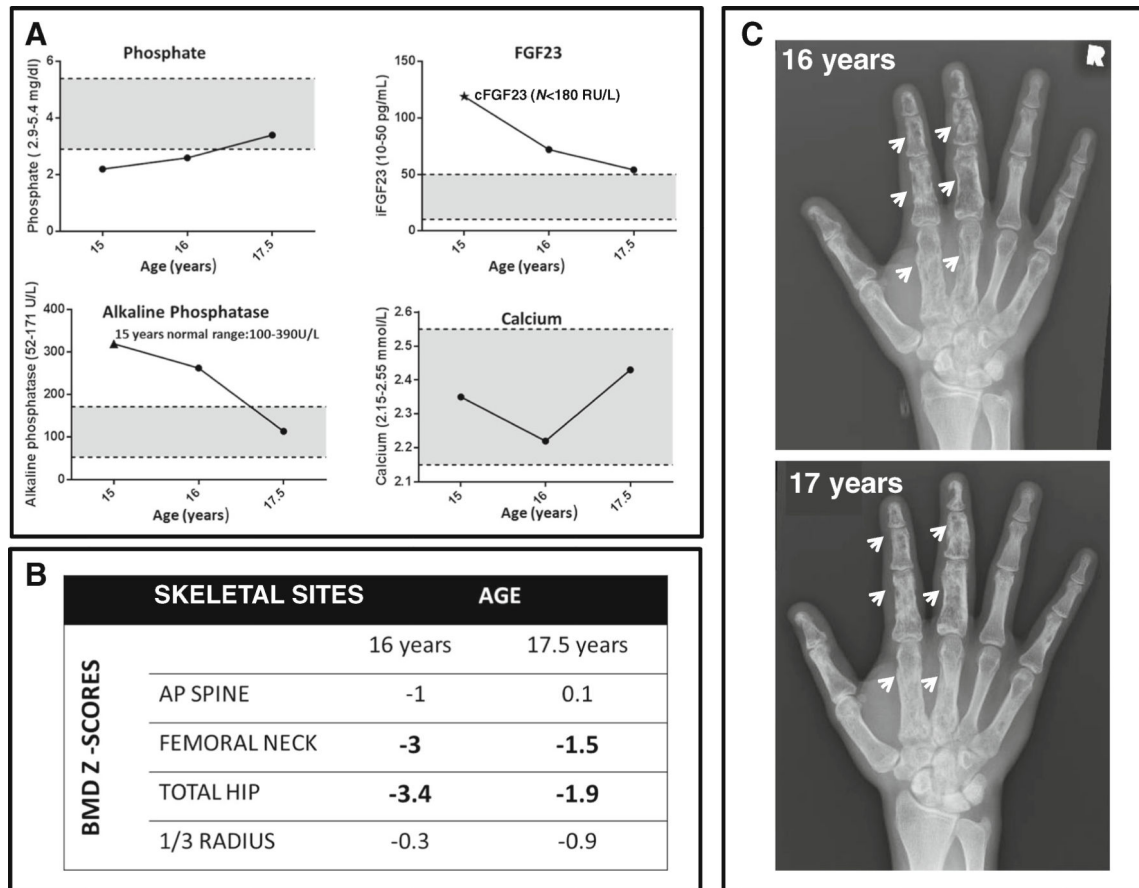 A
Phosphate
Phosphate ( 2.9-5.4 mg/dl)
6
4
2
0
15
16
17.5
Age (years)
FGF23
iFGF23 (10-50 pg/mL)
150
100
50
0
cFGF23 (N<180 RU/L)
15
16
17.5
Age (years)
Alkaline Phosphatase
15 years normal range:100-390U/L
Alkaline phosphatase (52-171 U/L)
400
300
200
100
0
15
16
17.5
Age (years)
Calcium
Calcium (2.15-2.55 mmol/L)
2.6
2.5
2.4
2.3
2.2
2.1
15
16
17.5
Age (years)
B
SKELETAL SITES AGE
BMD Z -SCORES
16 years 17.5 years
AP SPINE -1 0.1
FEMORAL NECK -3 -1.5
TOTAL HIP -3.4 -1.9
1/3 RADIUS -0.3 -0.9
C
16 years
R
17 years